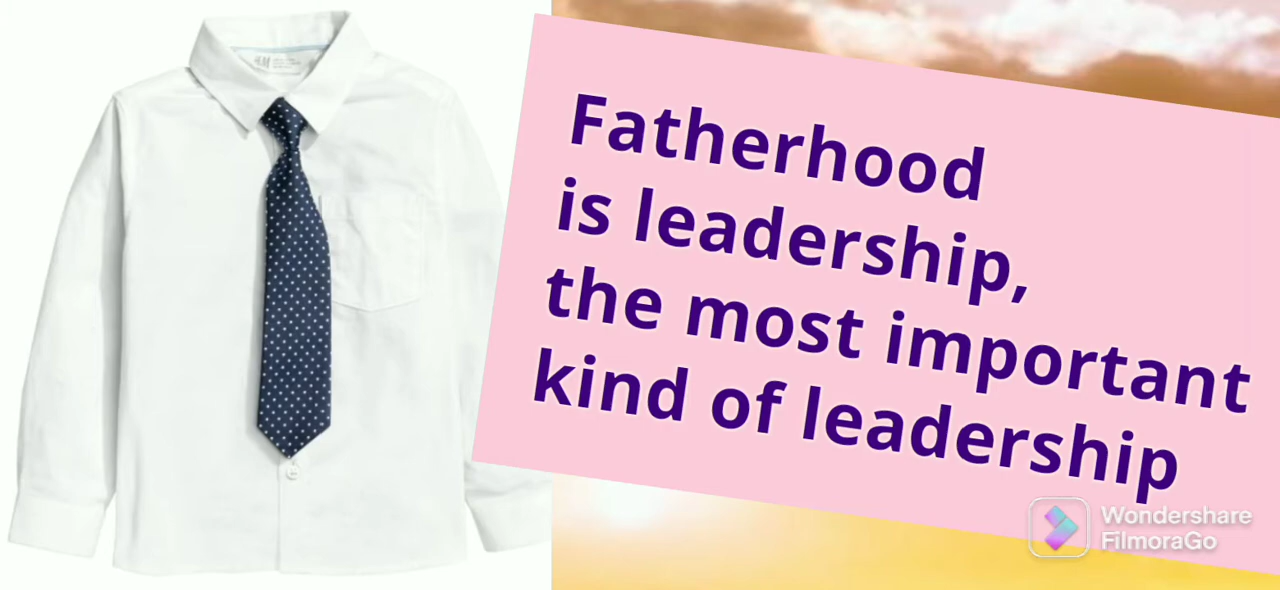 H&M
Fatherhood
is leadership,
the most important
kind of leadership
Wondershare
FilmoraGo